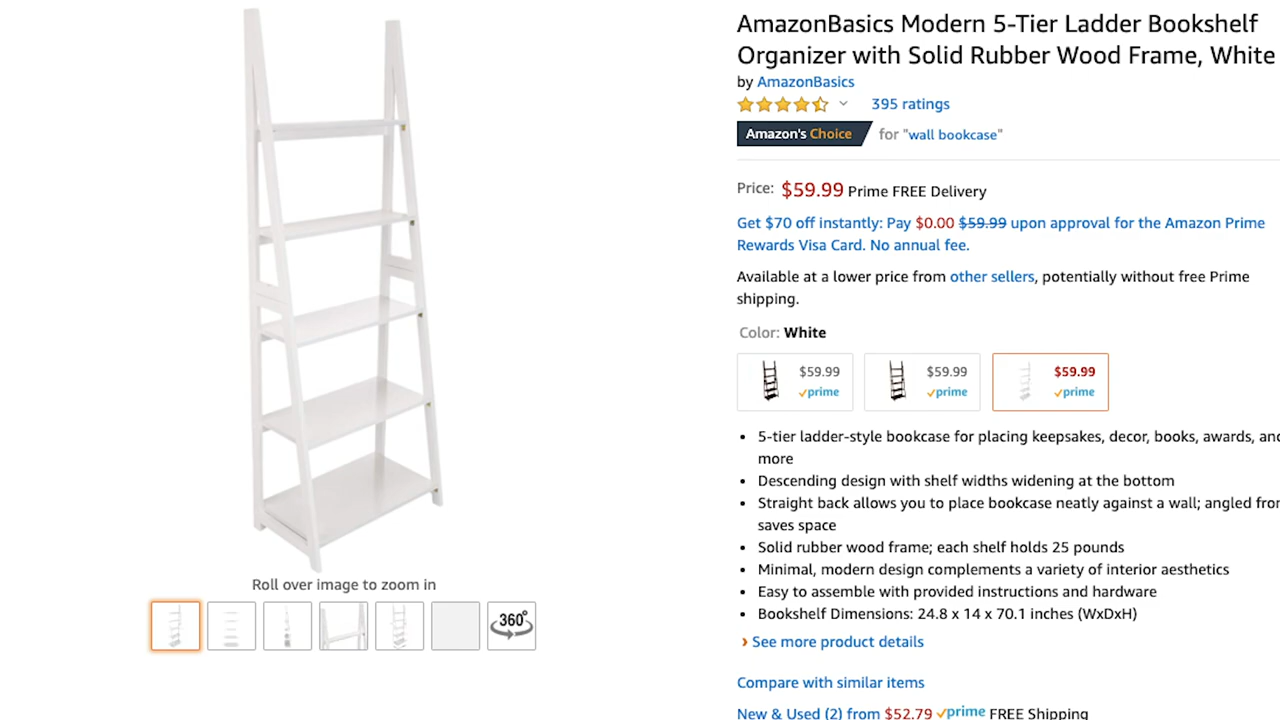 AmazonBasics Modern 5-Tier Ladder Bookshelf
Organizer with Solid Rubber Wood Frame, White
by AmazonBasics
395 ratings
Amazon's Choice for "wall bookcase"
Price: $59.99 Prime FREE Delivery
Get $70 off instantly: Pay $0.00 $59.99 upon approval for the Amazon Prime
Rewards Visa Card. No annual fee.
Available at a lower price from other sellers, potentially without free Prime
shipping.
Color: White
$59.99 $59.99 $59.99
prime prime prime
• 5-tier ladder-style bookcase for placing keepsakes, decor, books, awards, and
more
• Descending design with shelf widths widening at the bottom
• Straight back allows you to place bookcase neatly against a wall; angled fron
saves space
• Solid rubber wood frame; each shelf holds 25 pounds
• Minimal, modern design complements a variety of interior aesthetics
• Easy to assemble with provided instructions and hardware
• Bookshelf Dimensions: 24.8 x 14 x 70.1 inches (WxDxH)
› See more product details
Compare with similar items
New & Used (2) from $52.79 prime FREE Shipping
Roll over image to zoom in
360°